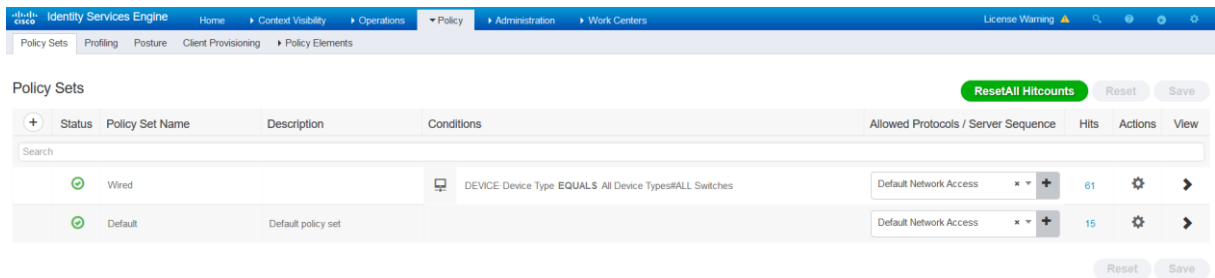 cisco Identity Services Engine Home Context Visibility Operations Policy Administration Work Centers License Warning
Policy Sets Profiling Posture Client Provisioning Policy Elements
Policy Sets
ResetAll Hitcounts Reset Save
+ Status Policy Set Name Description Conditions Allowed Protocols / Server Sequence Hits Actions View
Search
Wired DEVICE·Device Type EQUALS All Device Types#ALL Switches Default Network Access × + 61
Default Default policy set Default Network Access × + 15
Reset Save